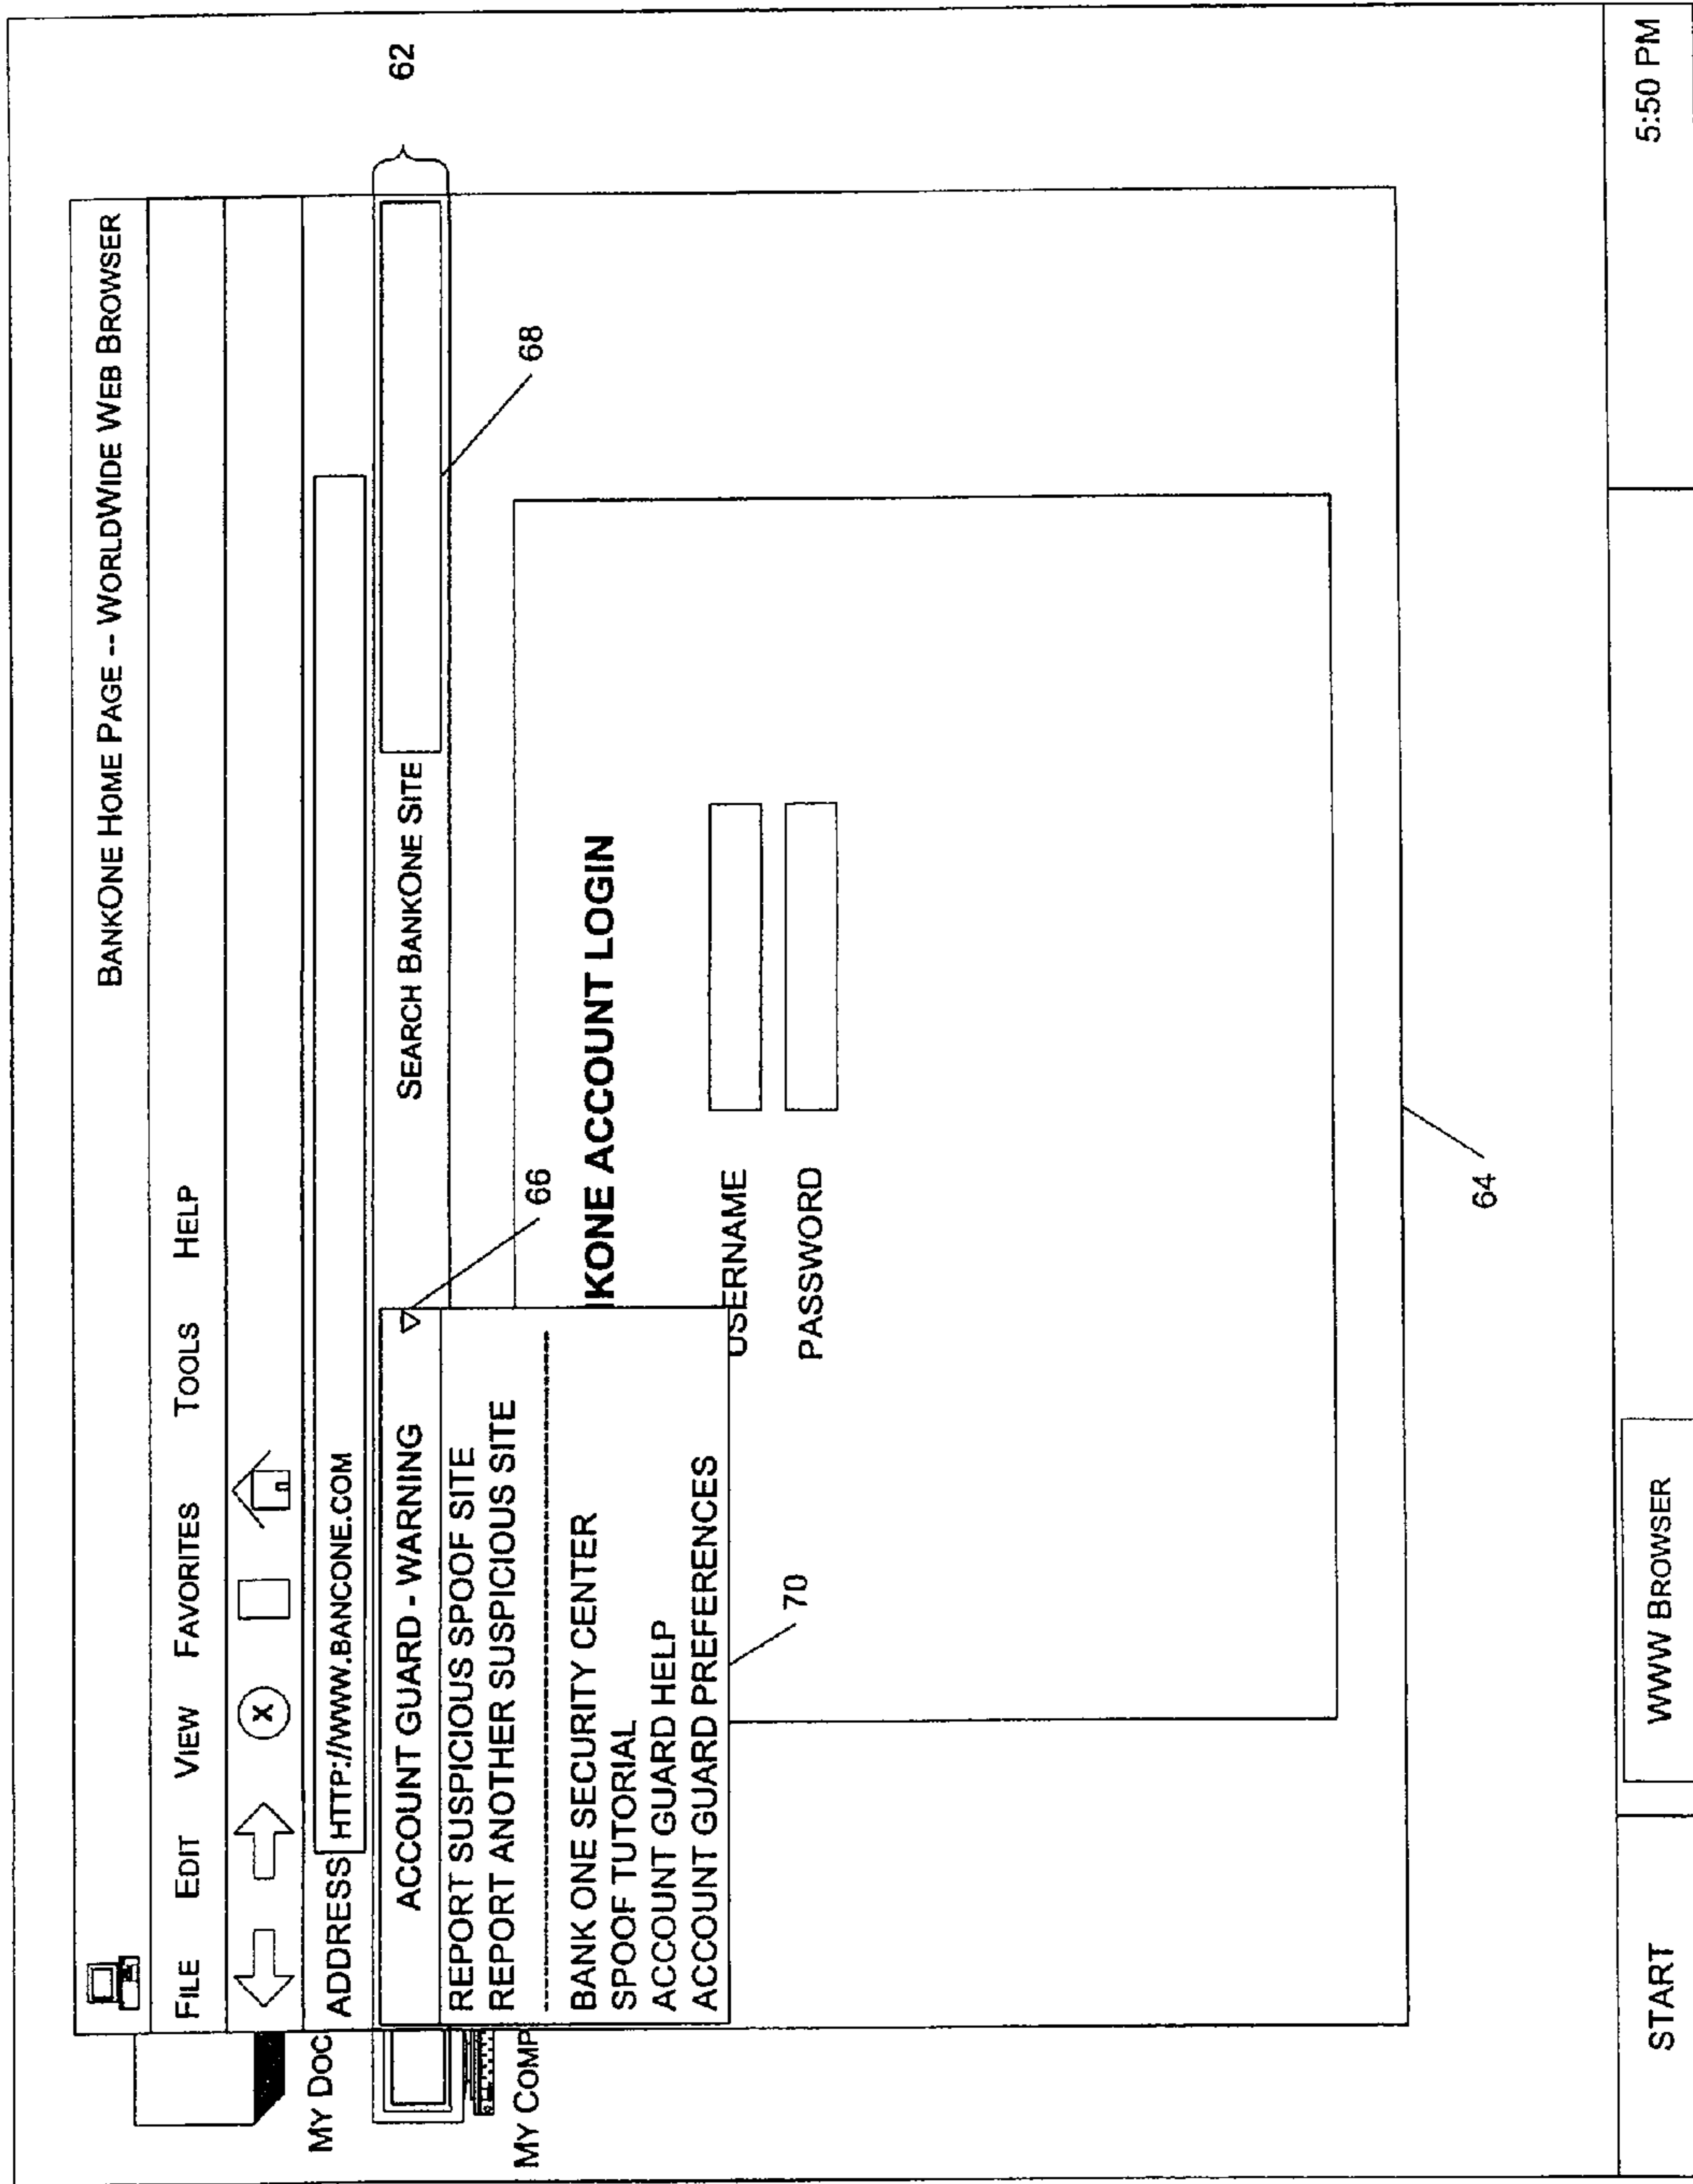 BANKONE HOME PAGE -- WORLDWIDE WEB BROWSER
FILE EDIT VIEW FAVORITES TOOLS HELP
X
ADDRESS HTTP://WWW.BANCONE.COM
MY DOC
62
ACCOUNT GUARD - WARNING
SEARCH BANKONE SITE
REPORT SUSPICIOUS SPOOF SITE
REPORT ANOTHER SUSPICIOUS SITE
66
68
MY COMP
BANK ONE SECURITY CENTER
SPOOF TUTORIAL
ACCOUNT GUARD HELP
ACCOUNT GUARD PREFERENCES
IKONE ACCOUNT LOGIN
USERNAME
PASSWORD
70
64
START
WWW BROWSER
5:50 PM